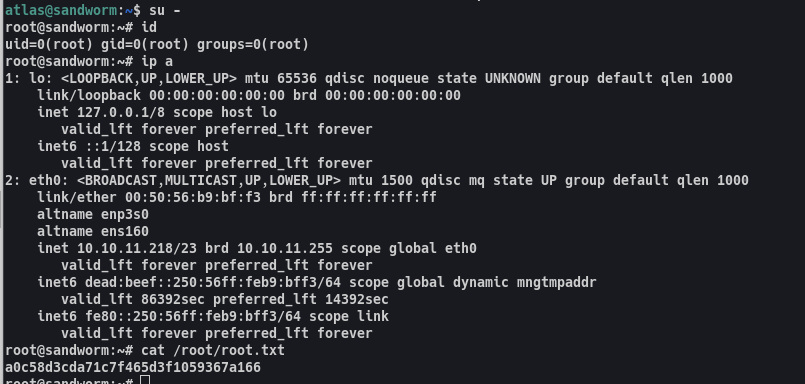 atlas@sandworm:~$ su -
root@sandworm:~# id
uid=0(root) gid=0(root) groups=0(root)
root@sandworm:~# ip a
1: lo: <LOOPBACK,UP,LOWER_UP> mtu 65536 qdisc noqueue state UNKNOWN group default qlen 1000
    link/loopback 00:00:00:00:00:00 brd 00:00:00:00:00:00
    inet 127.0.0.1/8 scope host lo
       valid_lft forever preferred_lft forever
    inet6 ::1/128 scope host
       valid_lft forever preferred_lft forever
2: eth0: <BROADCAST,MULTICAST,UP,LOWER_UP> mtu 1500 qdisc mq state UP group default qlen 1000
    link/ether 00:50:56:b9:bf:f3 brd ff:ff:ff:ff:ff:ff
    altname enp3s0
    altname ens160
    inet 10.10.11.218/23 brd 10.10.11.255 scope global eth0
       valid_lft forever preferred_lft forever
    inet6 dead:beef::250:56ff:feb9:bff3/64 scope global dynamic mngtmpaddr
       valid_lft 86392sec preferred_lft 14392sec
    inet6 fe80::250:56ff:feb9:bff3/64 scope link
       valid_lft forever preferred_lft forever
root@sandworm:~# cat /root/root.txt
a0c58d3cda71c7f465d3f1059367a166
root@sandworm:~#